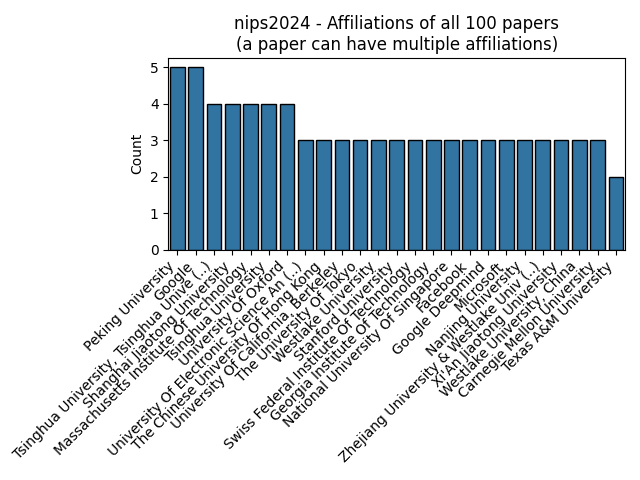 nips2024 - Affiliations of all 100 papers
(a paper can have multiple affiliations)
Count
5
4
3
2
1
0
Peking University
Google
Tsinghua University, Tsinghua Unive (..)
Shanghai Jiaotong University
Massachusetts Institute Of Technology
Tsinghua University
University Of Oxford
University Of Electronic Science An (..)
The Chinese University Of Hong Kong
University Of California, Berkeley
The University Of Tokyo
Westlake University
Stanford University
Swiss Federal Institute Of Technology
Georgia Institute Of Technology
National University Of Singapore
Facebook
Google Deepmind
Microsoft
Nanjing University
Zhejiang University & Westlake Univ (..)
Xi'An Jiaotong University
Westlake University, China
Carnegie Mellon University
Texas A&M University